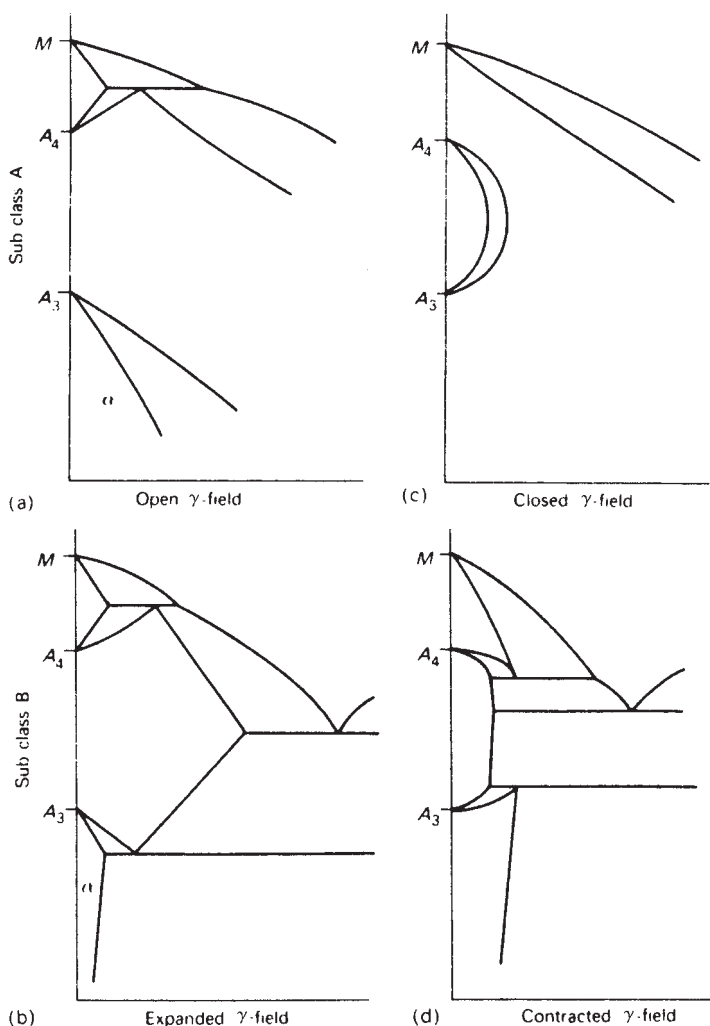 Sub class A
M
A4
A3
α
(a) Open γ-field
M
A4
A3
(c) Closed γ-field
Sub class B
M
A4
A3
α
(b) Expanded γ-field
M
A4
A3
(d) Contracted γ-field